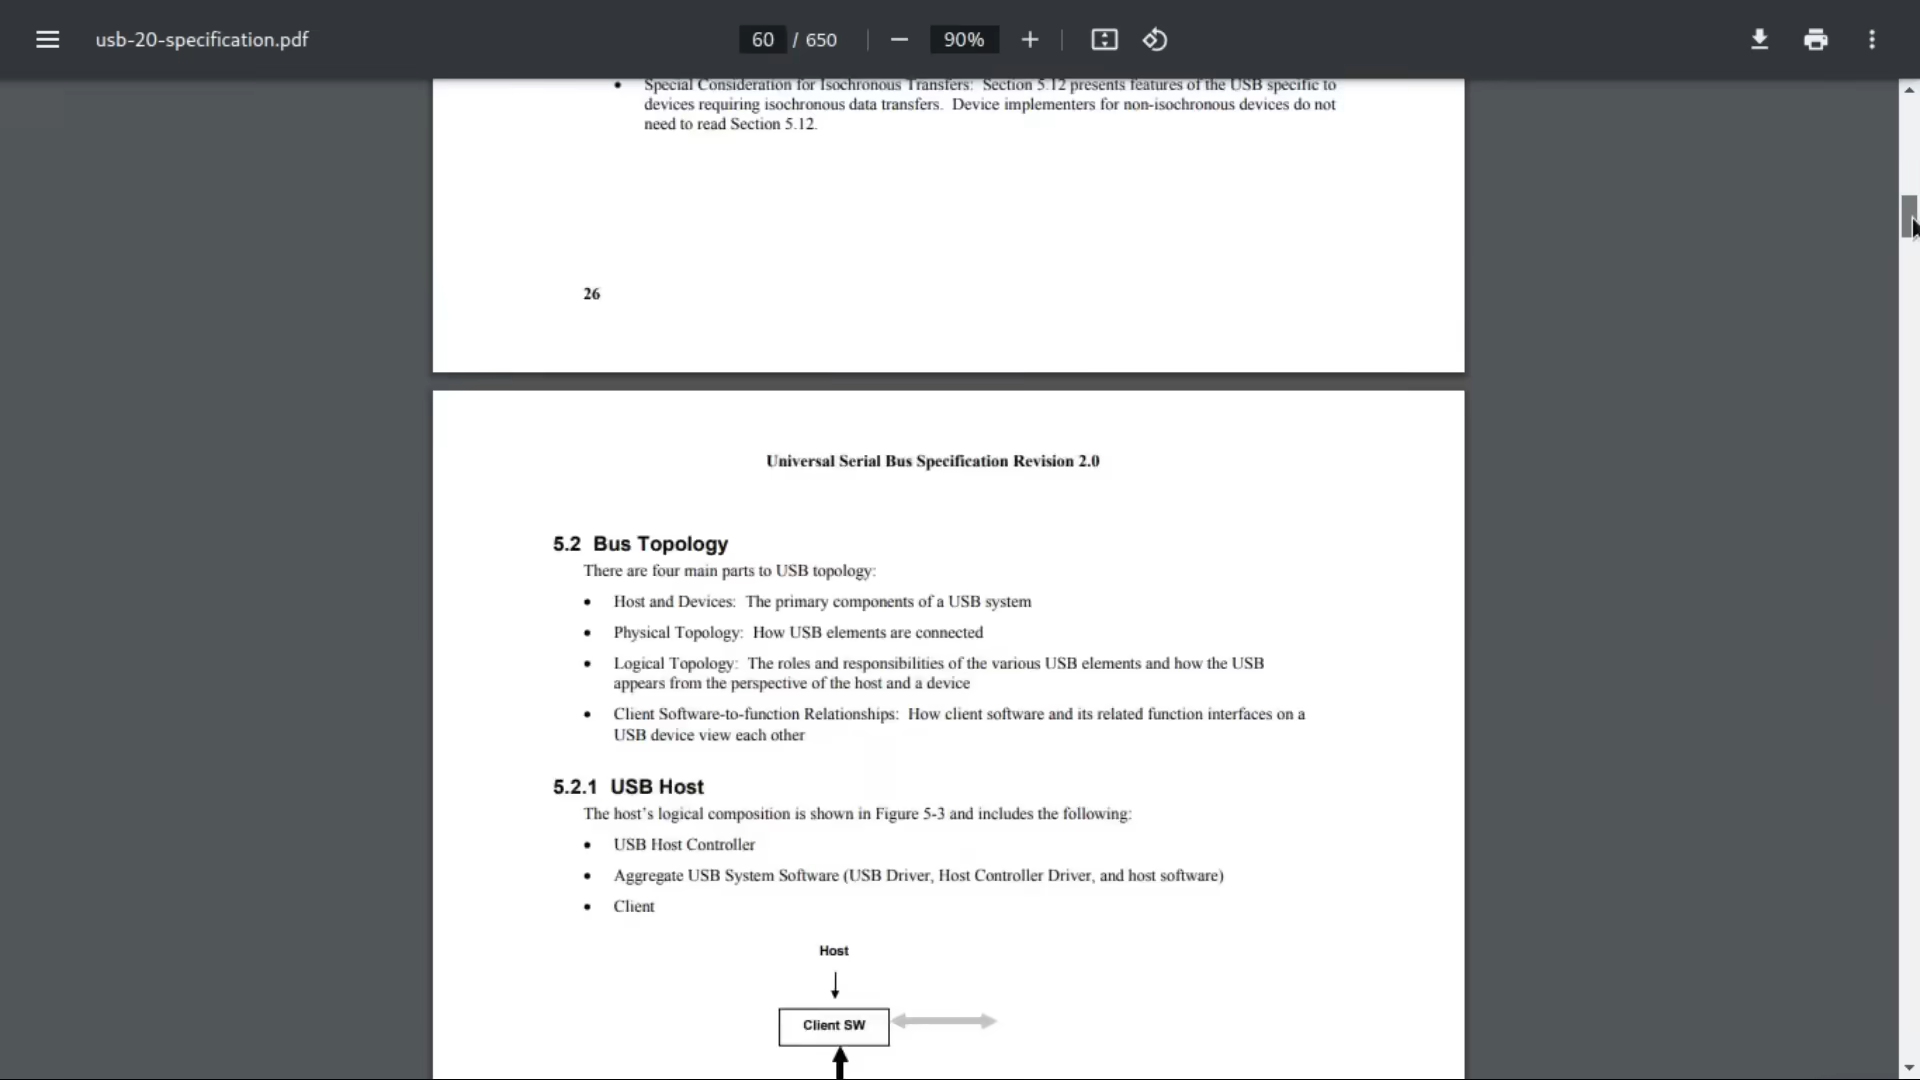 usb-20-specification.pdf
60 / 650
90%
• Special Consideration for Isochronous Transfers: Section 5.12 presents features of the USB specific to
devices requiring isochronous data transfers. Device implementers for non-isochronous devices do not
need to read Section 5.12.
26
Universal Serial Bus Specification Revision 2.0
5.2 Bus Topology
There are four main parts to USB topology:
• Host and Devices: The primary components of a USB system
• Physical Topology: How USB elements are connected
• Logical Topology: The roles and responsibilities of the various USB elements and how the USB
appears from the perspective of the host and a device
• Client Software-to-function Relationships: How client software and its related function interfaces on a
USB device view each other
5.2.1 USB Host
The host's logical composition is shown in Figure 5-3 and includes the following:
• USB Host Controller
• Aggregate USB System Software (USB Driver, Host Controller Driver, and host software)
• Client
Host
Client SW